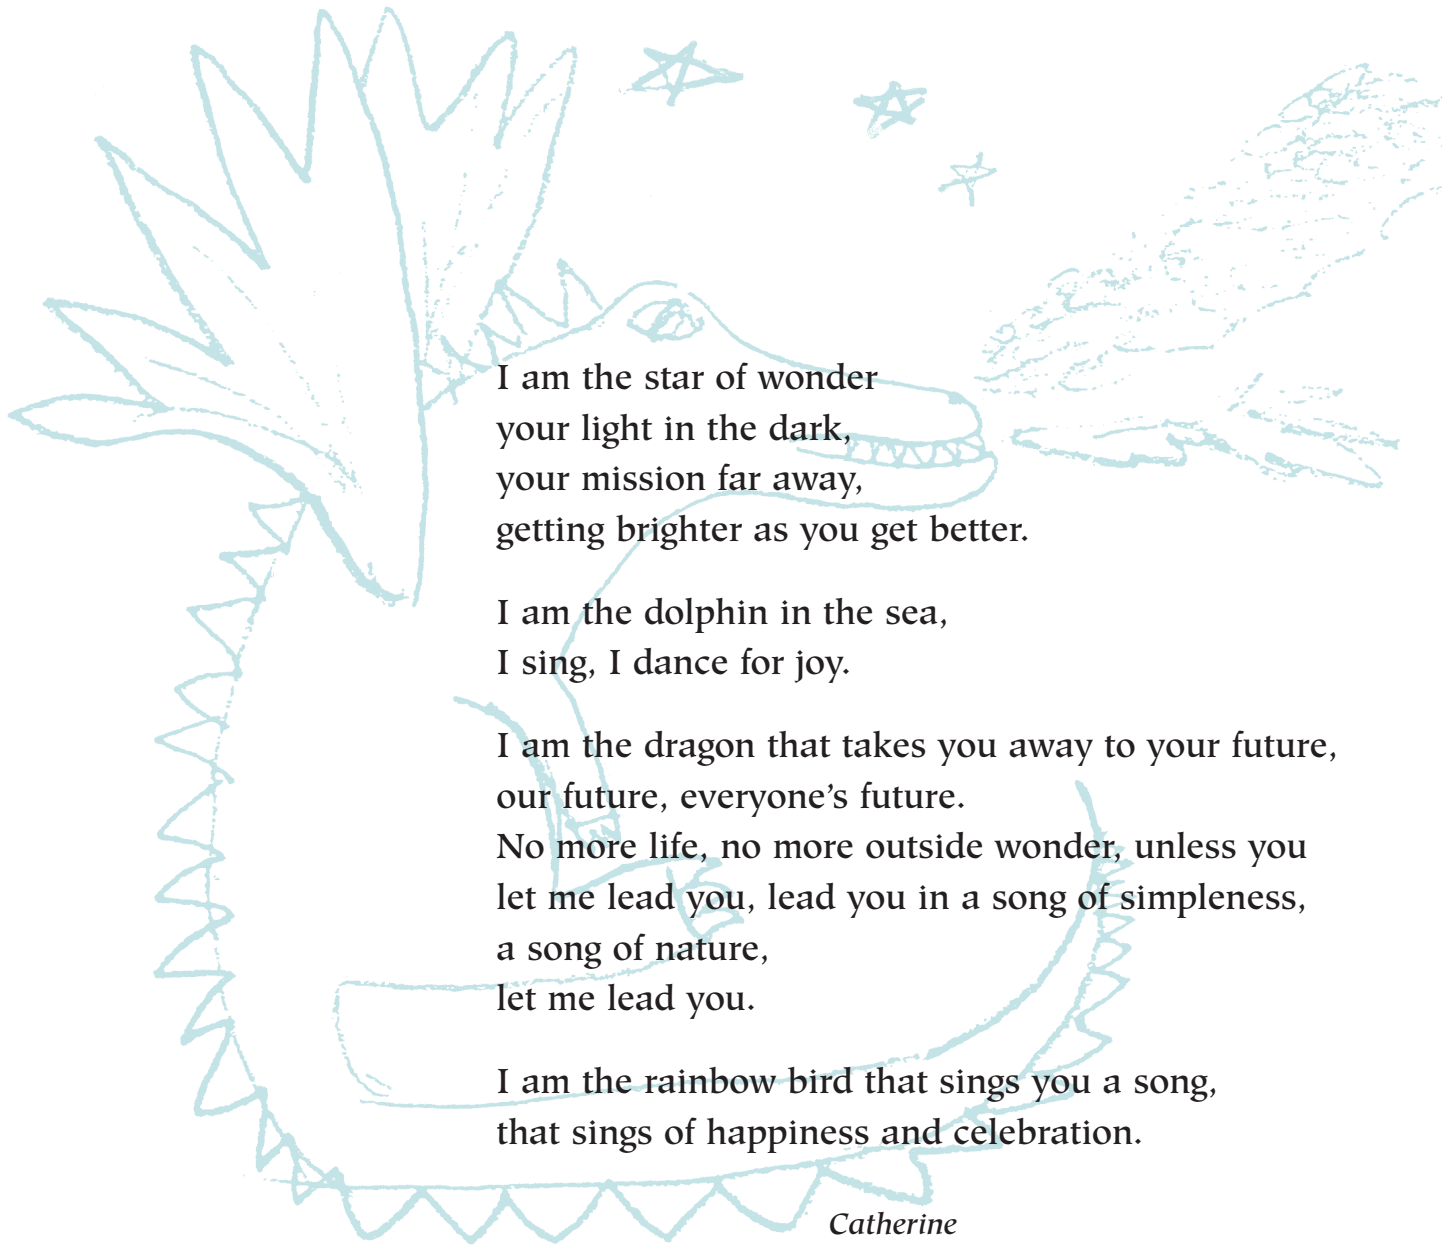 I am the star of wonder
your light in the dark,
your mission far away,
getting brighter as you get better.
I am the dolphin in the sea,
I sing, I dance for joy.
I am the dragon that takes you away to your future,
our future, everyone’s future.
No more life, no more outside wonder, unless you
let me lead you, lead you in a song of simpleness,
a song of nature,
let me lead you.
I am the rainbow bird that sings you a song,
that sings of happiness and celebration.
Catherine